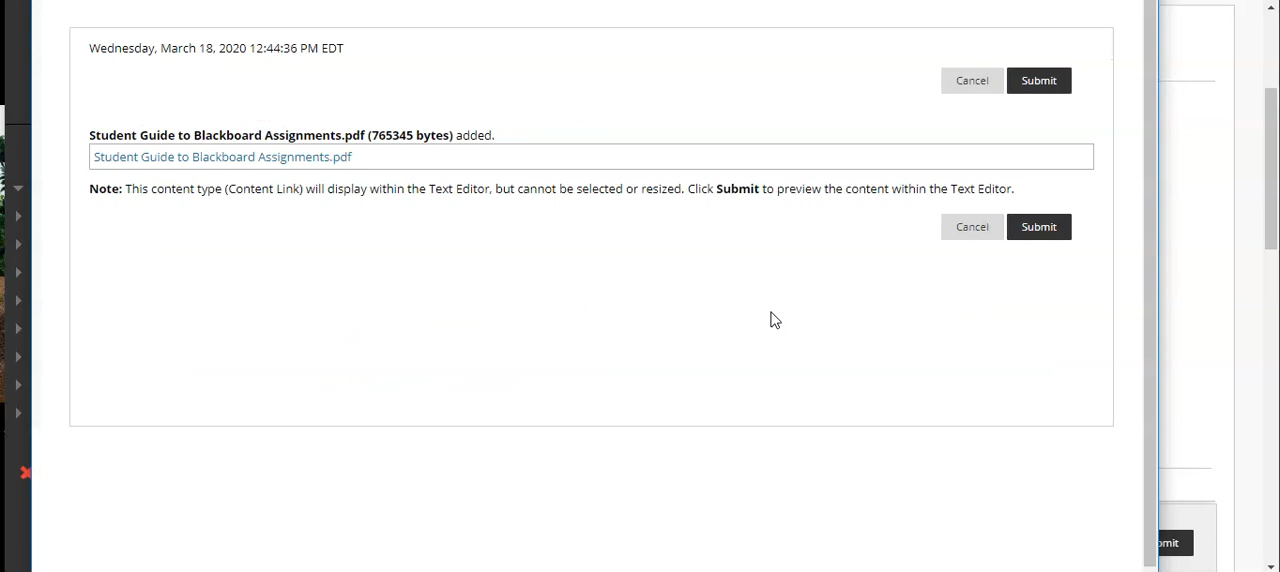 Wednesday, March 18, 2020 12:44:36 PM EDT
Cancel Submit
Student Guide to Blackboard Assignments.pdf (765345 bytes) added.
Student Guide to Blackboard Assignments.pdf
Note: This content type (Content Link) will display within the Text Editor, but cannot be selected or resized. Click Submit to preview the content within the Text Editor.
Cancel Submit